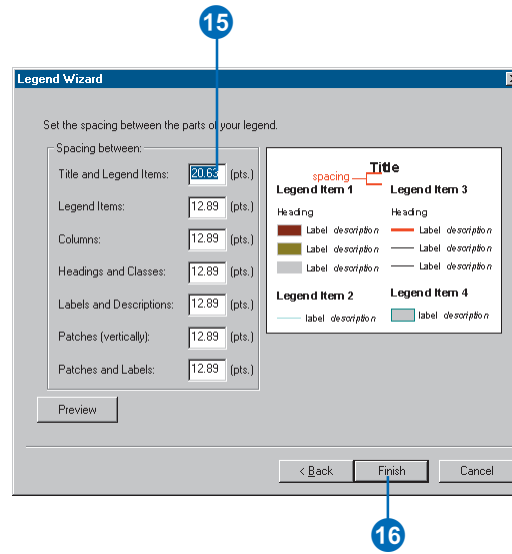 15
Legend Wizard
Set the spacing between the parts of your legend.
Spacing between:
Title and Legend Items: 20.63 (pts.)
Legend Items: 12.89 (pts.)
Columns: 12.89 (pts.)
Headings and Classes: 12.89 (pts.)
Labels and Descriptions: 12.89 (pts.)
Patches (vertically): 12.89 (pts.)
Patches and Labels: 12.89 (pts.)
Title
spacing
Legend Item 1 Legend Item 3
Heading Heading
Label description Label description
Label description Label description
Label description Label description
Legend Item 2 Legend Item 4
label description label description
Preview
< Back Finish Cancel
16